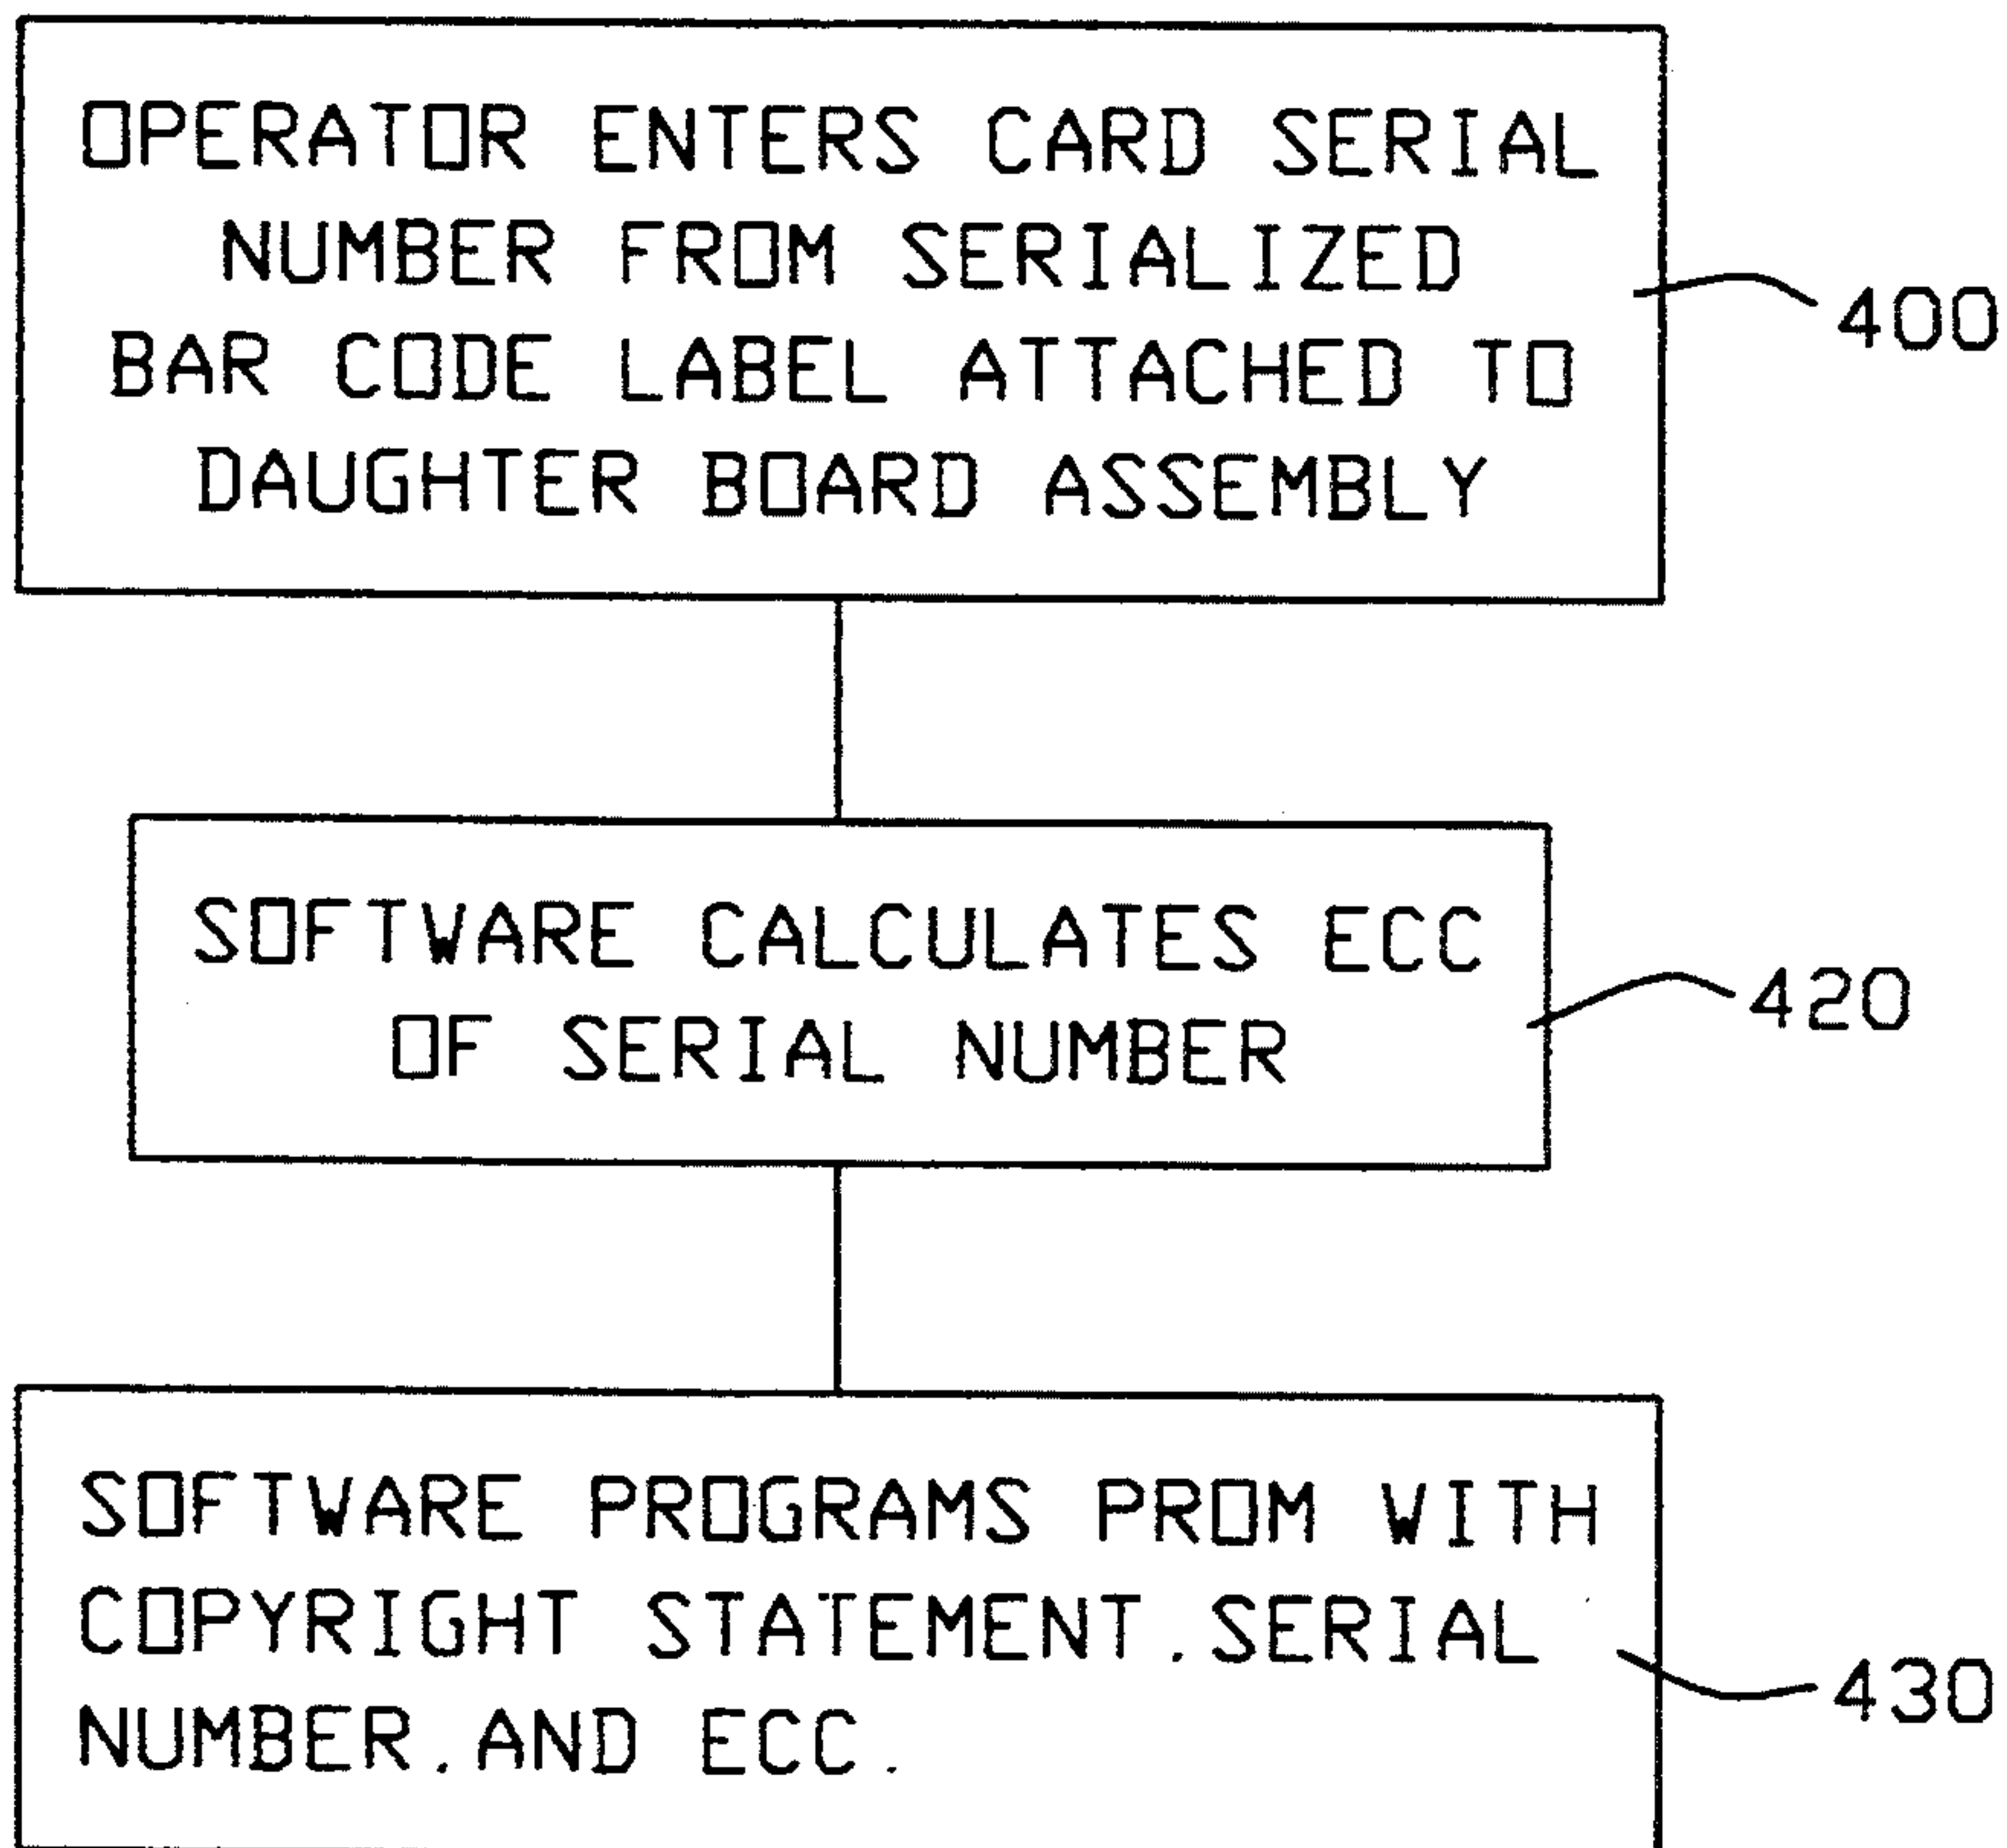 OPERATOR ENTERS CARD SERIAL
NUMBER FROM SERIALIZED
BAR CODE LABEL ATTACHED TO
DAUGHTER BOARD ASSEMBLY
400
SOFTWARE CALCULATES ECC
OF SERIAL NUMBER
420
SOFTWARE PROGRAMS PROM WITH
COPYRIGHT STATEMENT.SERIAL
NUMBER.AND ECC.
430